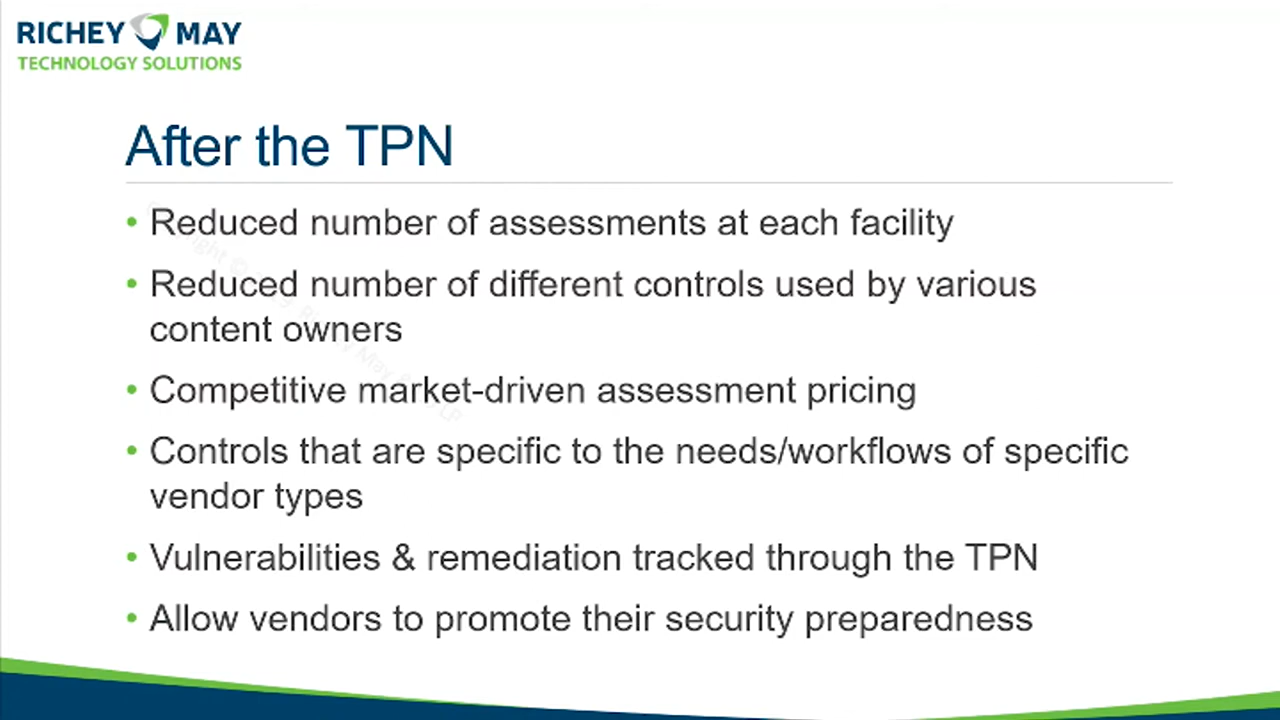 RICHEY MAY
TECHNOLOGY SOLUTIONS
After the TPN
• Reduced number of assessments at each facility
• Reduced number of different controls used by various
content owners
• Competitive market-driven assessment pricing
• Controls that are specific to the needs/workflows of specific
vendor types
• Vulnerabilities & remediation tracked through the TPN
• Allow vendors to promote their security preparedness